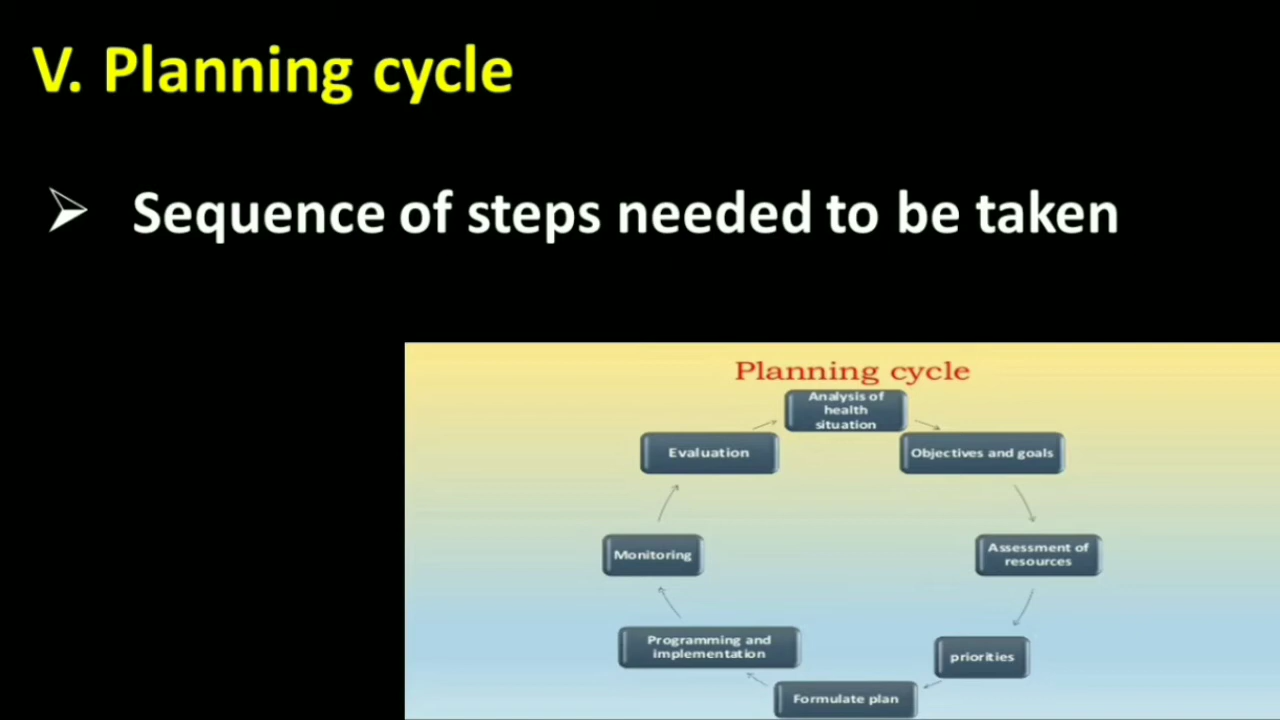 V. Planning cycle
Sequence of steps needed to be taken
Planning cycle
Analysis of
health
situation
Objectives and goals
Assessment of
resources
priorities
Formulate plan
Programming and
implementation
Monitoring
Evaluation